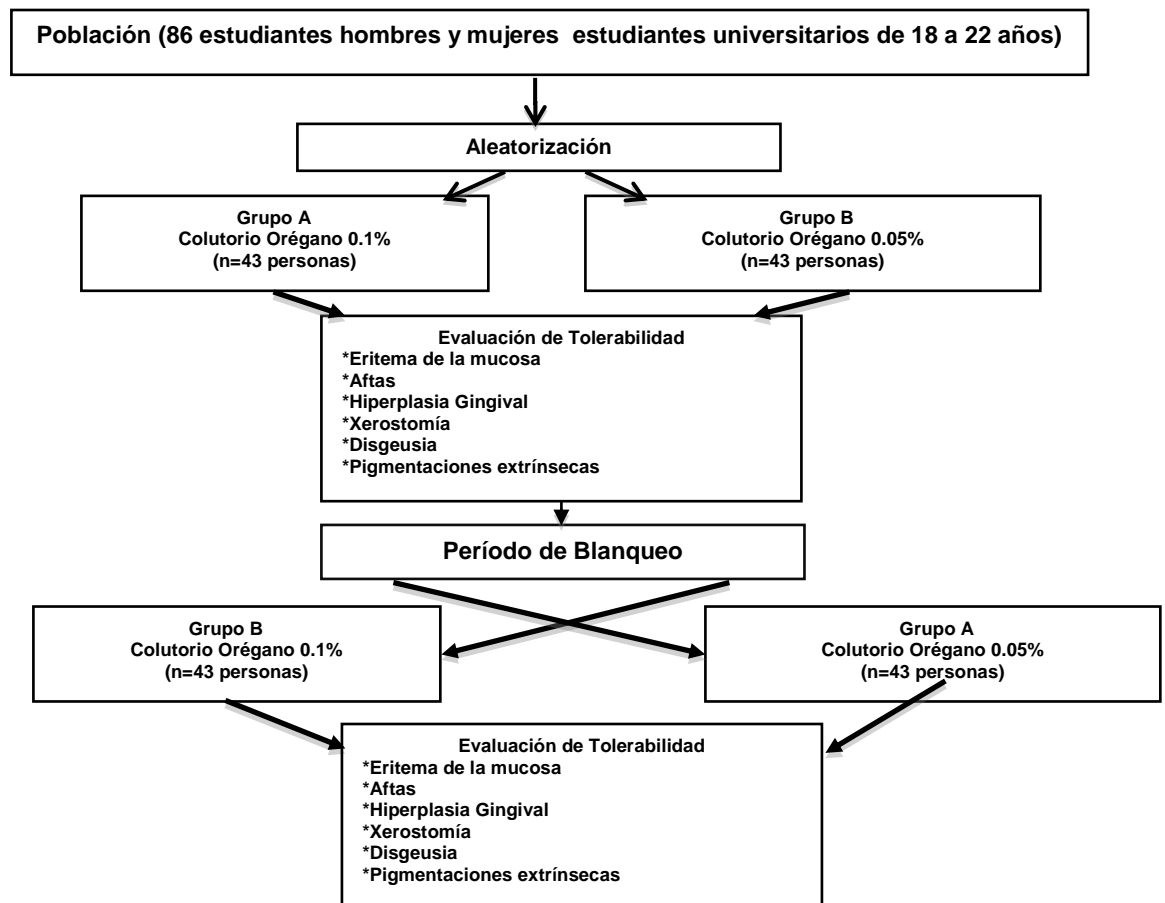 Población (86 estudiantes hombres y mujeres estudiantes universitarios de 18 a 22 años)
Aleatorización
Grupo A
Colutorio Orégano 0.1%
(n=43 personas)
Grupo B
Colutorio Orégano 0.05%
(n=43 personas)
Evaluación de Tolerabilidad
*Eritema de la mucosa
*Aftas
*Hiperplasia Gingival
*Xerostomía
*Disgeusia
*Pigmentaciones extrínsecas
Período de Blanqueo
Grupo B
Colutorio Orégano 0.1%
(n=43 personas)
Grupo A
Colutorio Orégano 0.05%
(n=43 personas)
Evaluación de Tolerabilidad
*Eritema de la mucosa
*Aftas
*Hiperplasia Gingival
*Xerostomía
*Disgeusia
*Pigmentaciones extrínsecas